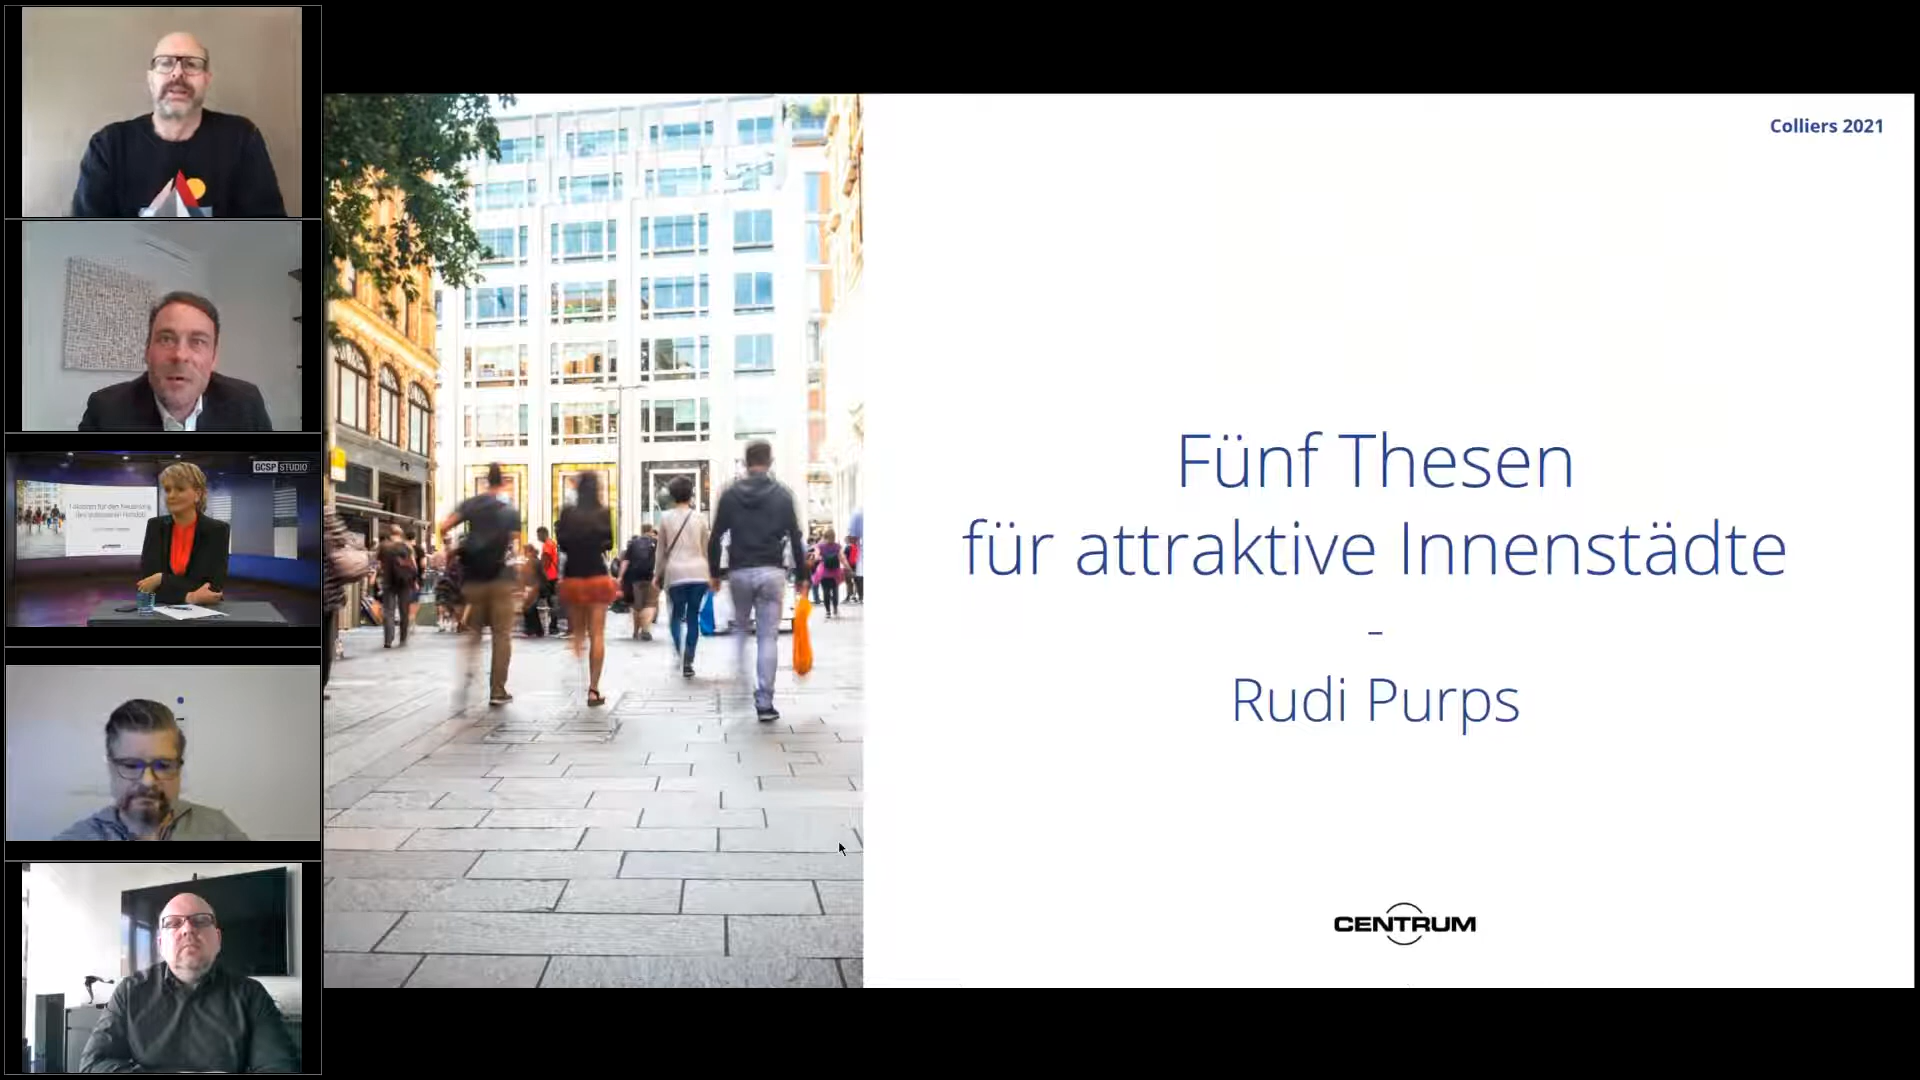 GCSP STUDIO
Colliers 2021
Fünf Thesen
für attraktive Innenstädte
–
Rudi Purps
CENTRUM